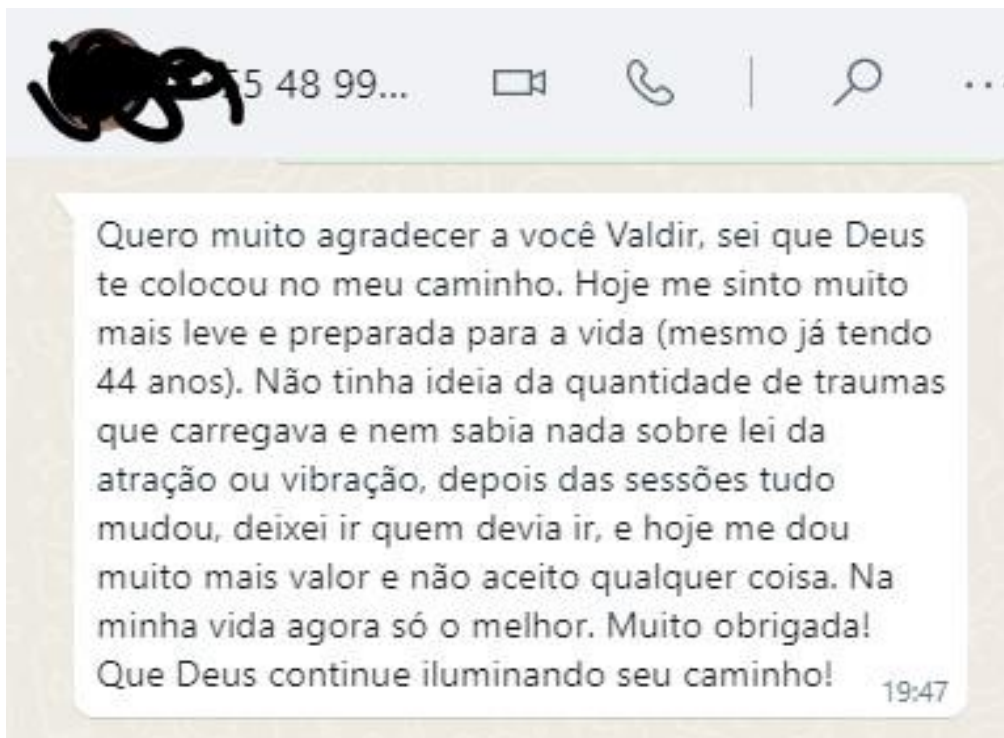 55 48 99...
Quero muito agradecer a você Valdir, sei que Deus
te colocou no meu caminho. Hoje me sinto muito
mais leve e preparada para a vida (mesmo já tendo
44 anos). Não tinha ideia da quantidade de traumas
que carregava e nem sabia nada sobre lei da
atração ou vibração, depois das sessões tudo
mudou, deixei ir quem devia ir, e hoje me dou
muito mais valor e não aceito qualquer coisa. Na
minha vida agora só o melhor. Muito obrigada!
Que Deus continue iluminando seu caminho!
19:47